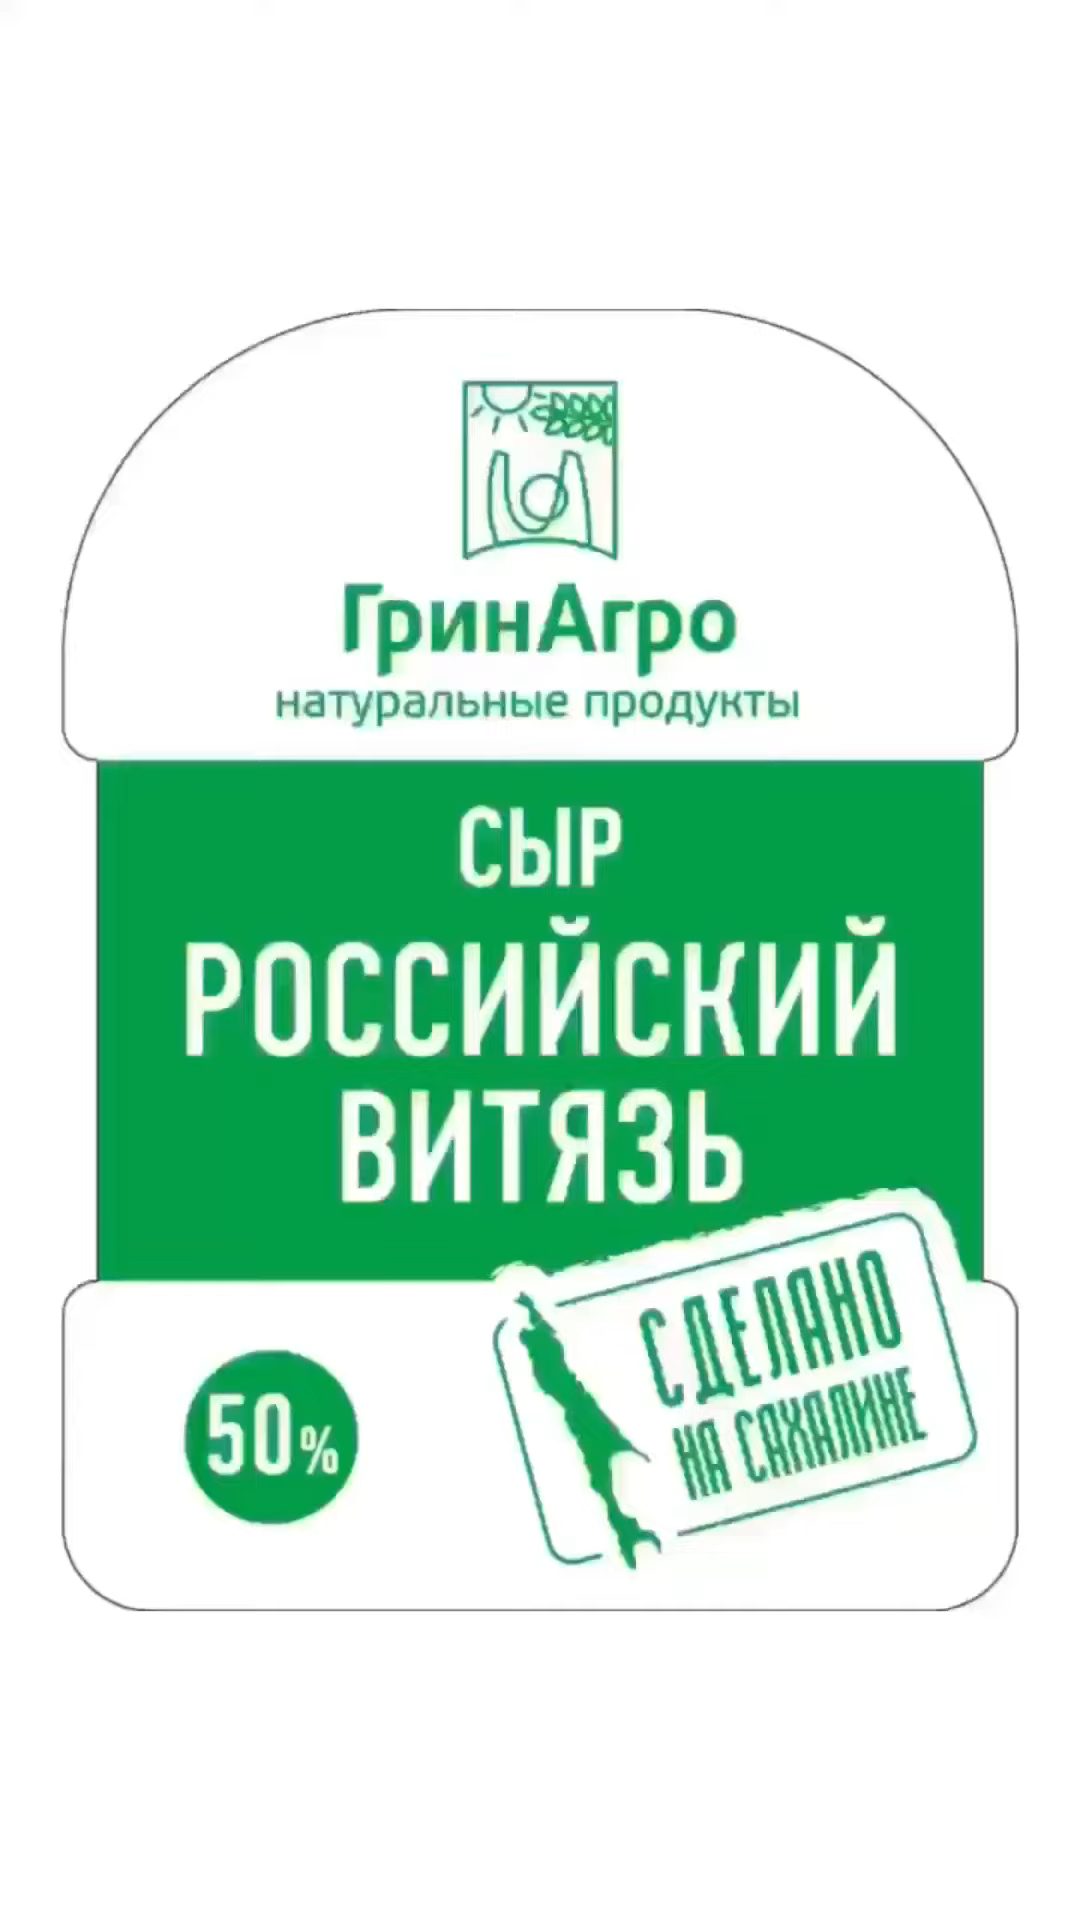 ГринАгро
натуральные продукты
СЫР
РОССИЙСКИЙ
ВИТЯЗЬ
50%
СДЕЛАНО
НА САХАЛИНЕ